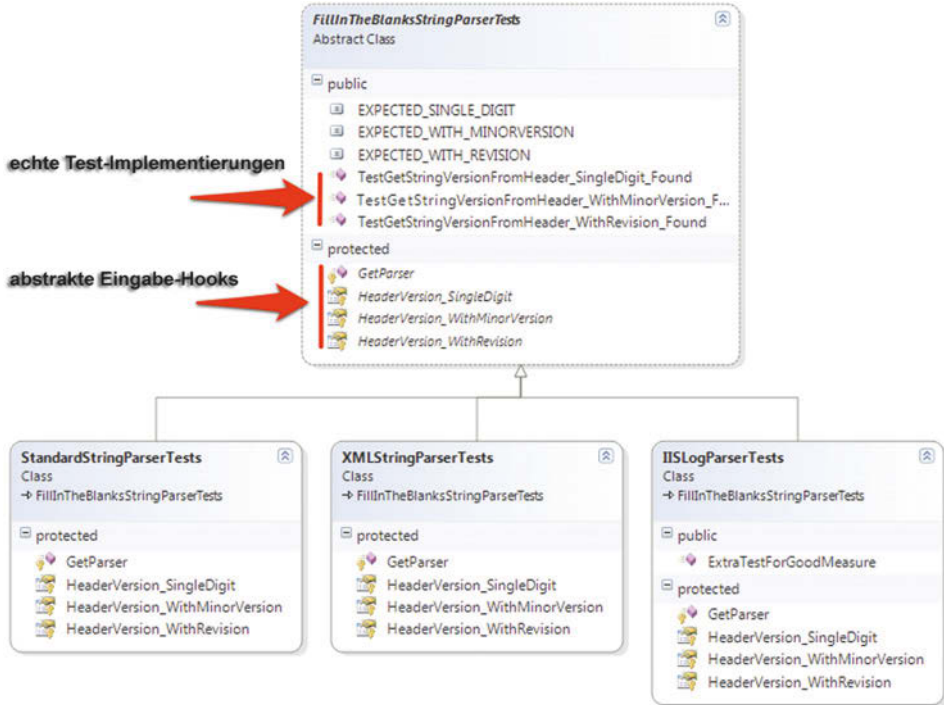 FillInTheBlanksStringParserTests
Abstract Class
public
EXPECTED_SINGLE_DIGIT
EXPECTED_WITH_MINORVERSION
EXPECTED_WITH_REVISION
echte Test-Implementierungen
TestGetStringVersionFromHeader_SingleDigit_Found
TestGetStringVersionFromHeader_WithMinorVersion_F...
TestGetStringVersionFromHeader_WithRevision_Found
protected
abstrakte Eingabe-Hooks
GetParser
HeaderVersion_SingleDigit
HeaderVersion_WithMinorVersion
HeaderVersion_WithRevision
StandardStringParserTests
Class
FillInTheBlanksStringParserTests
protected
GetParser
HeaderVersion_SingleDigit
HeaderVersion_WithMinorVersion
HeaderVersion_WithRevision
XMLStringParserTests
Class
FillInTheBlanksStringParserTests
protected
GetParser
HeaderVersion_SingleDigit
HeaderVersion_WithMinorVersion
HeaderVersion_WithRevision
IISLogParserTests
Class
FillInTheBlanksStringParserTests
public
ExtraTestForGoodMeasure
protected
GetParser
HeaderVersion_SingleDigit
HeaderVersion_WithMinorVersion
HeaderVersion_WithRevision